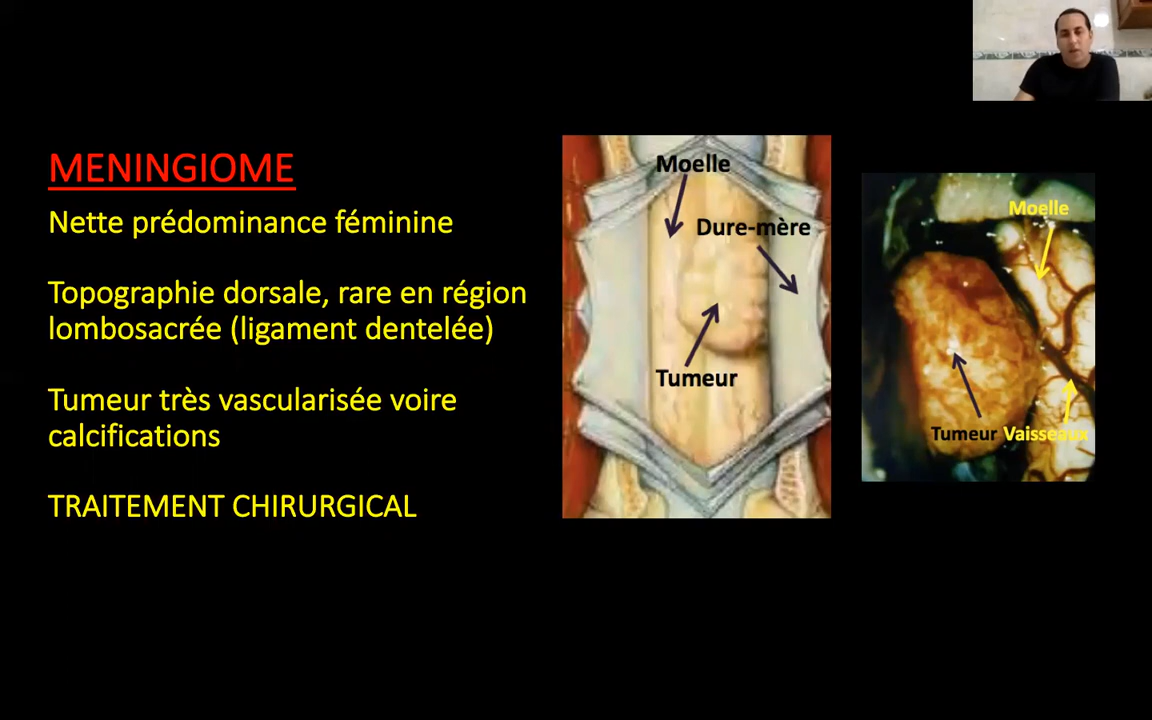 MENINGIOME
Nette prédominance féminine
Topographie dorsale, rare en région
lombosacrée (ligament dentelée)
Tumeur très vascularisée voire
calcifications
TRAITEMENT CHIRURGICAL
Moelle
Dure-mère
Tumeur
Moelle
Tumeur Vaisseaux